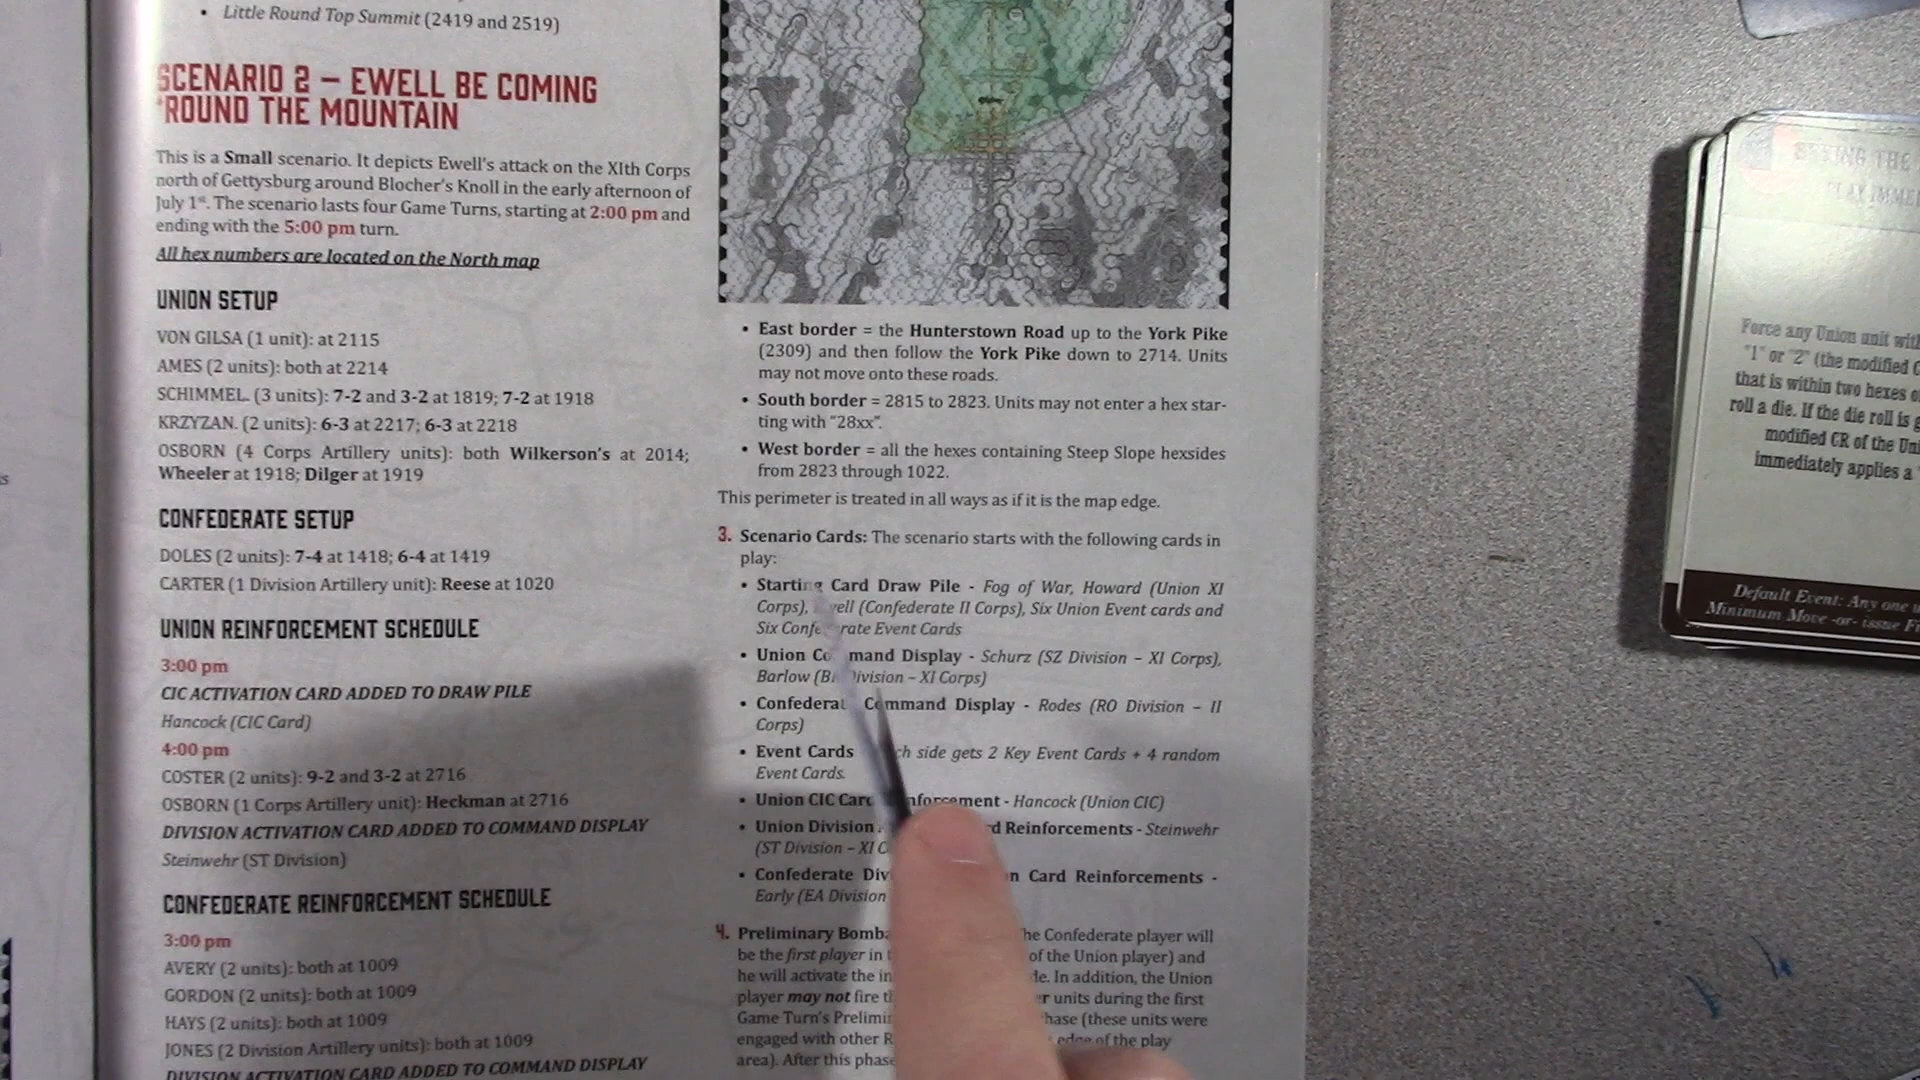 • Little Round Top Summit (2419 and 2519)
SCENARIO 2 – EWELL BE COMING
'ROUND THE MOUNTAIN
This is a Small scenario. It depicts Ewell's attack on the XIth Corps
north of Gettysburg around Blocher's Knoll in the early afternoon of
July 1st. The scenario lasts four Game Turns, starting at 2:00 pm and
ending with the 5:00 pm turn.
All hex numbers are located on the North map
UNION SETUP
VON GILSA (1 unit): at 2115
AMES (2 units): both at 2214
SCHIMMEL. (3 units): 7-2 and 3-2 at 1819; 7-2 at 1918
KRZYZAN. (2 units): 6-3 at 2217; 6-3 at 2218
OSBORN (4 Corps Artillery units): both Wilkerson's at 2014;
Wheeler at 1918; Dilger at 1919
CONFEDERATE SETUP
DOLES (2 units): 7-4 at 1418; 6-4 at 1419
CARTER (1 Division Artillery unit): Reese at 1020
UNION REINFORCEMENT SCHEDULE
3:00 pm
CIC ACTIVATION CARD ADDED TO DRAW PILE
Hancock (CIC Card)
4:00 pm
COSTER (2 units): 9-2 and 3-2 at 2716
OSBORN (1 Corps Artillery unit): Heckman at 2716
DIVISION ACTIVATION CARD ADDED TO COMMAND DISPLAY
Steinwehr (ST Division)
CONFEDERATE REINFORCEMENT SCHEDULE
3:00 pm
AVERY (2 units): both at 1009
GORDON (2 units): both at 1009
HAYS (2 units): both at 1009
JONES (2 Division Artillery units): both at 1009
DIVISION ACTIVATION CARD ADDED TO COMMAND DISPLAY
• East border = the Hunterstown Road up to the York Pike
(2309) and then follow the York Pike down to 2714. Units
may not move onto these roads.
• South border = 2815 to 2823. Units may not enter a hex star-
ting with "28xx".
• West border = all the hexes containing Steep Slope hexsides
from 2823 through 1022.
This perimeter is treated in all ways as if it is the map edge.
3. Scenario Cards: The scenario starts with the following cards in
play:
• Starting Card Draw Pile - Fog of War, Howard (Union XI
Corps), (Confederate II Corps), Six Union Event cards and
Six Confederate Event Cards
• Union Command Display - Schurz (SZ Division – XI Corps),
Barlow Division – XI Corps)
• Confederate Command Display - Rodes (RO Division – II
Corps)
• Event Cards side gets 2 Key Event Cards + 4 random
Event Cards.
• Union CIC Card - Hancock (Union CIC)
• Union Division Reinforcements - Steinwehr
(ST Division – XI
• Confederate Card Reinforcements -
Early (EA Division
4. Preliminary The Confederate player will
be the first player in of the Union player) and
he will activate the In addition, the Union
player may not fire units during the first
Game Turn's (these units were
engaged with other edge of the play
area). After this phase
THE
PLAY
Force any Union unit
"1" or "2" (the modified
that is within two hexes
roll a die. If the die roll is
modified CR of the
immediately applies a
Default Event: Any one
Minimum Move -or- issue